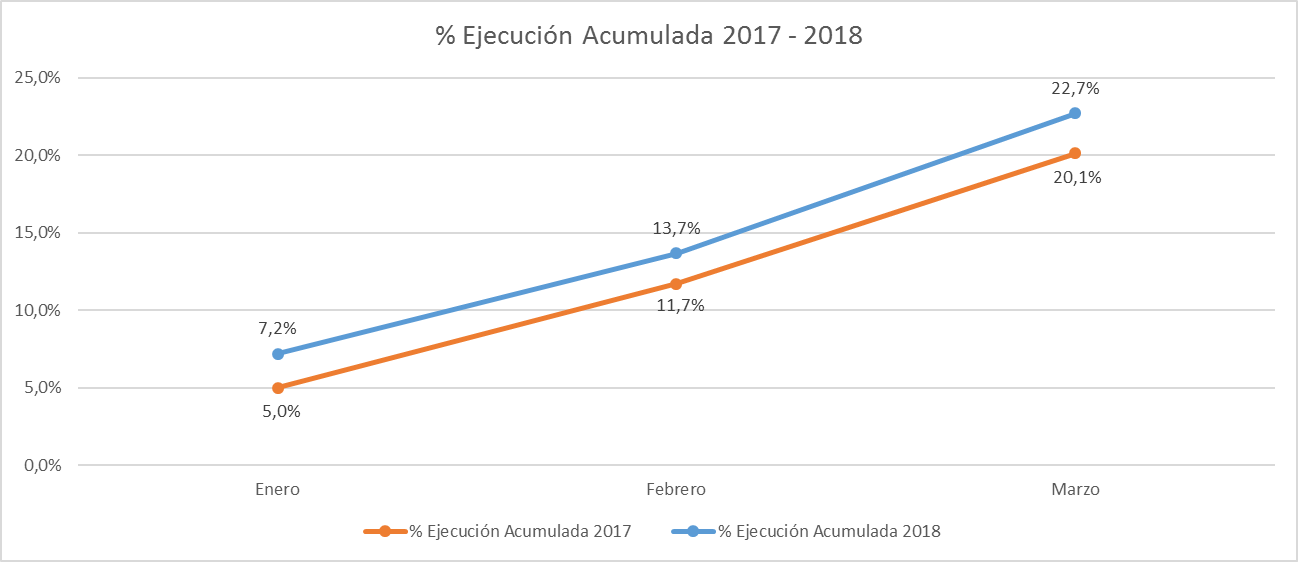 % Ejecución Acumulada 2017 - 2018
25,0%
20,0%
15,0%
10,0%
5,0%
0,0%
7,2%
13,7%
22,7%
5,0%
11,7%
20,1%
Enero
Febrero
Marzo
% Ejecución Acumulada 2017
% Ejecución Acumulada 2018